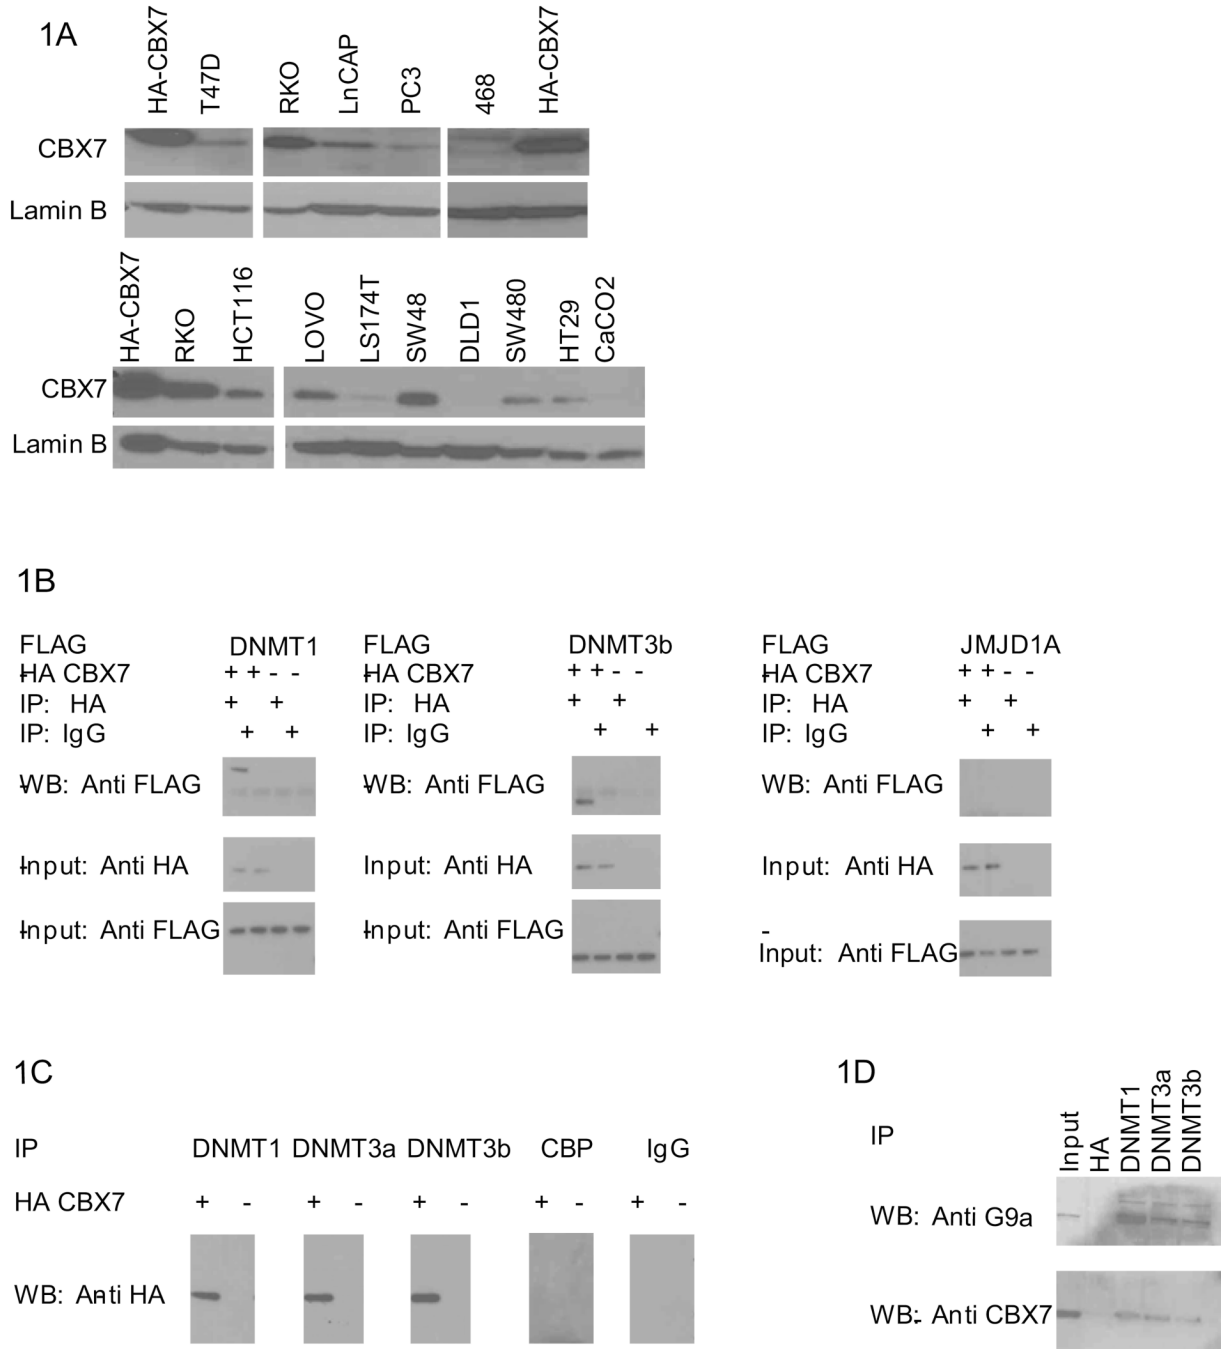 1A
HA-CBX7 T47D RKO LnCAP PC3 468 HA-CBX7
CBX7
Lamin B
HA-CBX7 RKO HCT116 LOVO LS174T SW48 DLD1 SW480 HT29 CaCO2
CBX7
Lamin B
1B
FLAG DNMT1 FLAG DNMT3b FLAG JMJD1A
-HA CBX7 + + - - -HA CBX7 + + - - -HA CBX7 + + - -
IP: HA + + IP: HA + + IP: HA + +
IP: IgG + + IP: IgG + + IP: IgG + +
-WB: Anti FLAG -WB: Anti FLAG WB: Anti FLAG
-Input: Anti HA Input: Anti HA Input: Anti HA
-Input: Anti FLAG -Input: Anti FLAG - Input: Anti FLAG
1C
IP DNMT1 DNMT3a DNMT3b CBP IgG
HA CBX7 + - + - + - + - + -
WB: Anti-HA
1D
IP Input HA DNMT1 DNMT3a DNMT3b
WB: Anti G9a
WB: Anti CBX7